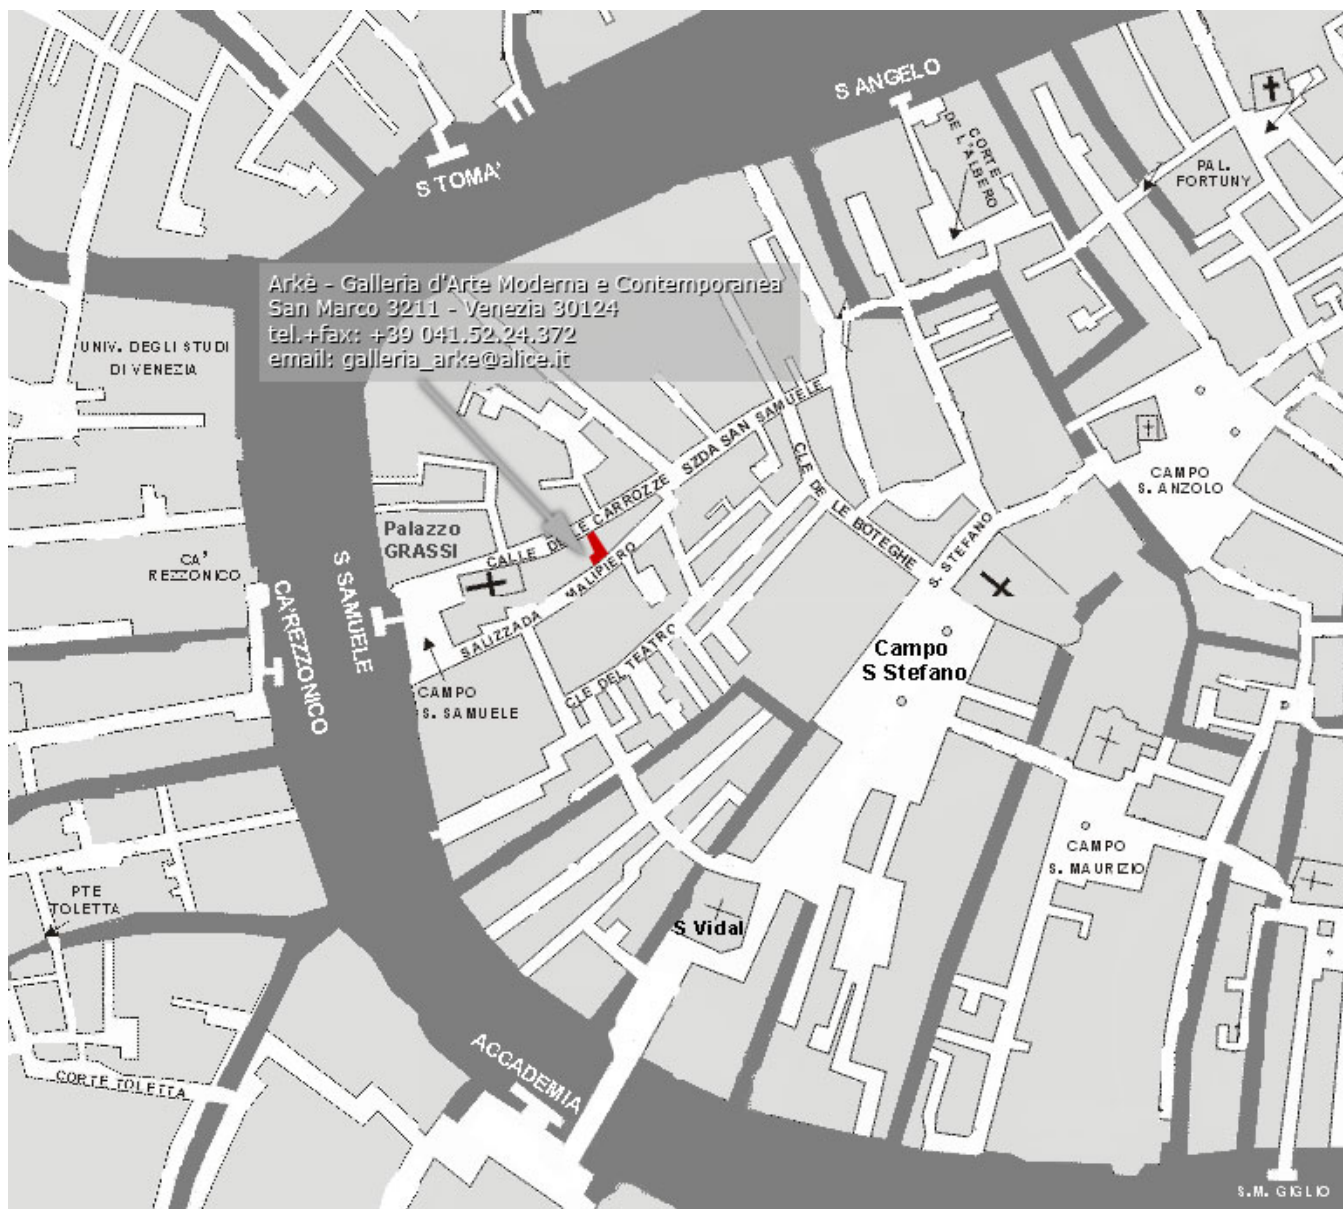 S ANGELO
CORTE
DE L'ALBERO
S TOMA'
PAL.
FORTUNY
Arkè - Galleria d'Arte Moderna e Contemporanea
San Marco 3211 - Venezia 30124
tel.+fax: +39 041.52.24.372
email: galleria_arke@alice.it
UNIV. DEGLI STUDI
DI VENEZIA
SZDA SAN SAMUELE
CLE DE LE BOTEGHE
CAMPO
S. ANZOLO
Palazzo
GRASSI
CALLE DELLE CARROZZE
CA'
REZZONICO
S SAMUELE
CA'REZZONICO
SALIZZADA MALIPIERO
S. STEFANO
CLE DEL TEATRO
Campo
S Stefano
CAMPO
S. SAMUELE
CAMPO
S. MAURIZIO
PTE
TOLETTA
S Vidal
ACCADEMIA
CORTE TOLETTA
S.M. GIGLIO